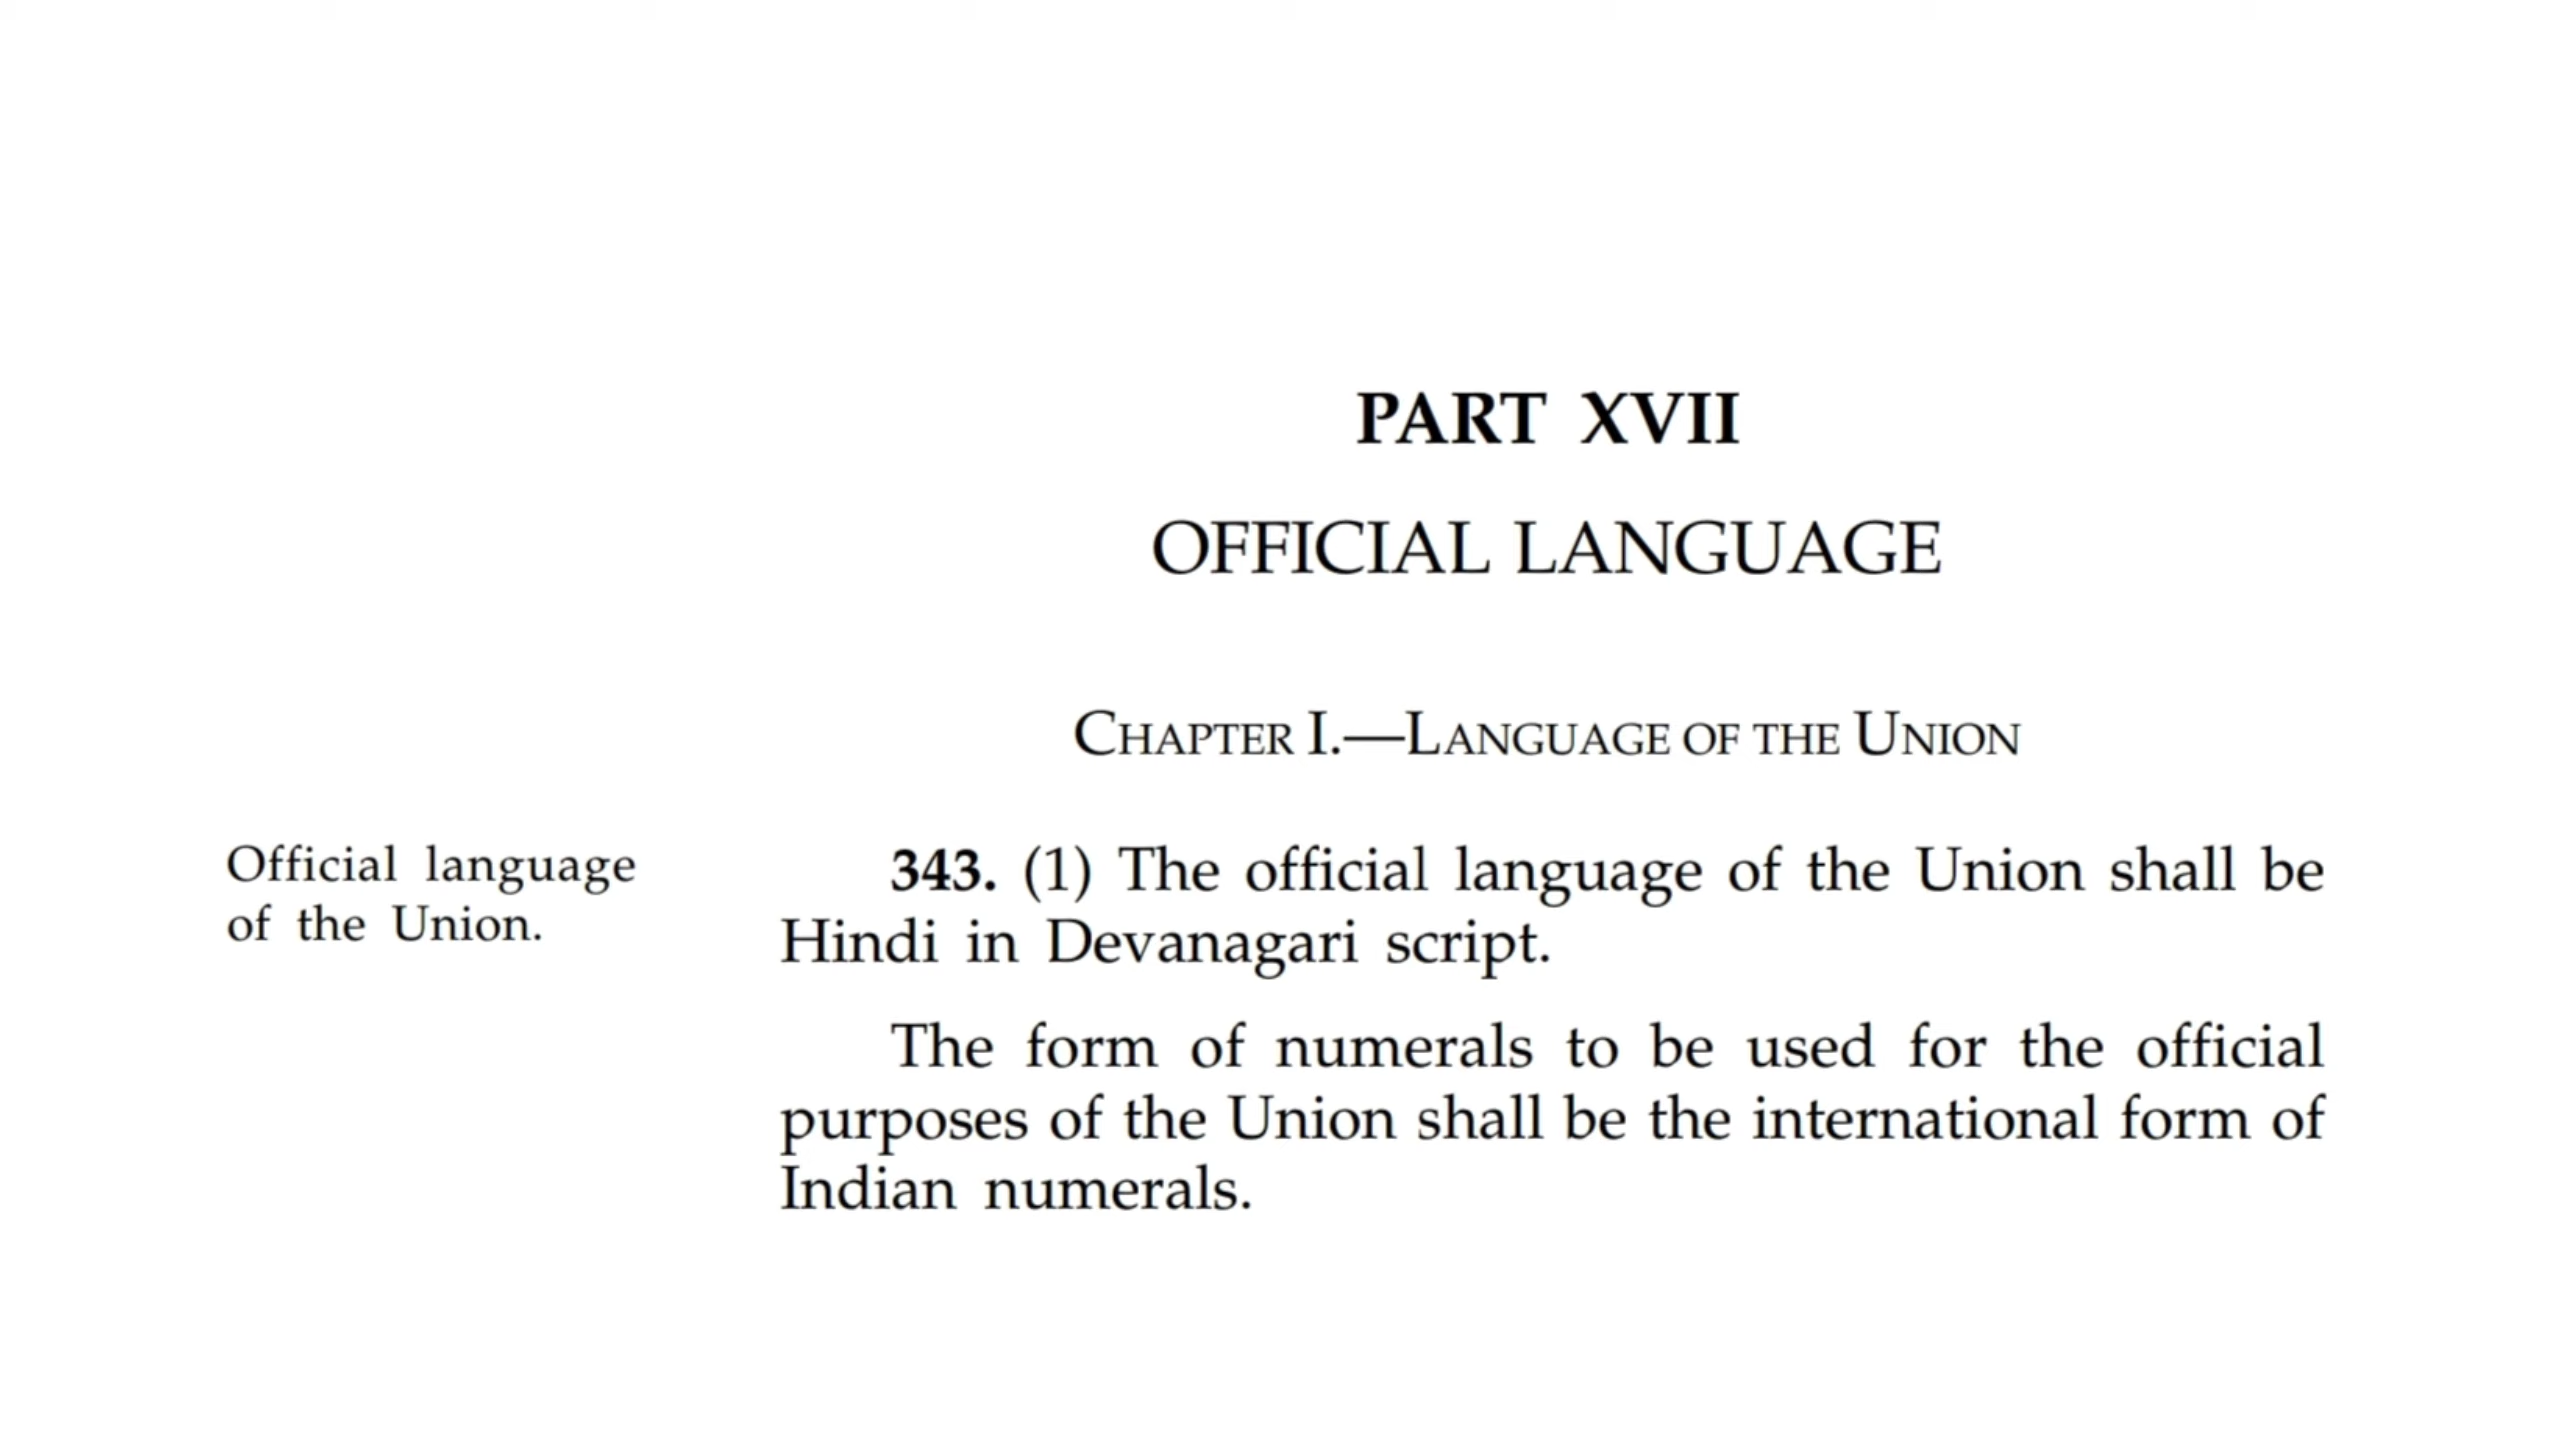 PART XVII
OFFICIAL LANGUAGE
CHAPTER I.—LANGUAGE OF THE UNION
Official language
of the Union.
343. (1) The official language of the Union shall be
Hindi in Devanagari script.
The form of numerals to be used for the official
purposes of the Union shall be the international form of
Indian numerals.